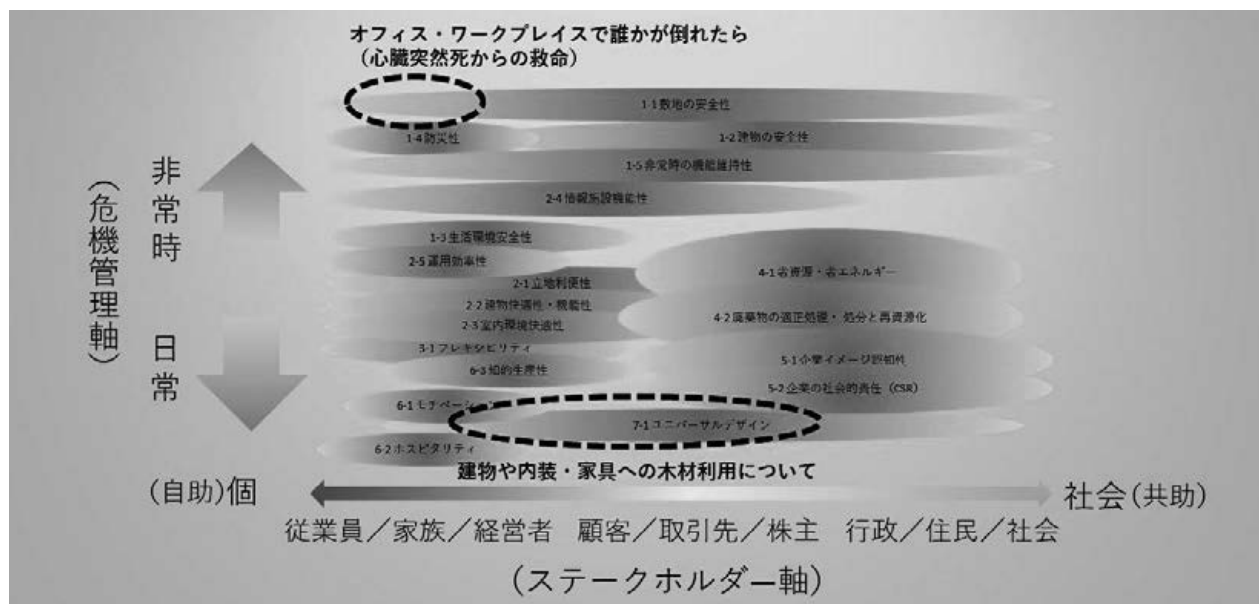 オフィス・ワークプレイスで誰かが倒れたら
（心臓突然死からの救命）
1-1 敷地の安全性
1-4 防災性
1-2 建物の安全性
1-5 非常時の機能維持性
2-4 情報施設機能性
1-3 生活環境安全性
2-5 運用効率性
2-1 立地利便性
4-1 省資源・省エネルギー
2-2 建物快適性・機能性
2-3 室内環境快適性
4-2 廃棄物の適正処理・処分と再資源化
3-1 フレキシビリティ
5-1 企業イメージ認知性
6-3 知的生産性
5-2 企業の社会的責任（CSR）
6-1 モチベーション
7-1 ユニバーサルデザイン
6-2 ホスピタリティ
建物や内装・家具への木材利用について
非常時
日常
（危機管理軸）
(自助)個
社会(共助)
従業員／家族／経営者 顧客／取引先／株主 行政／住民／社会
（ステークホルダー軸）